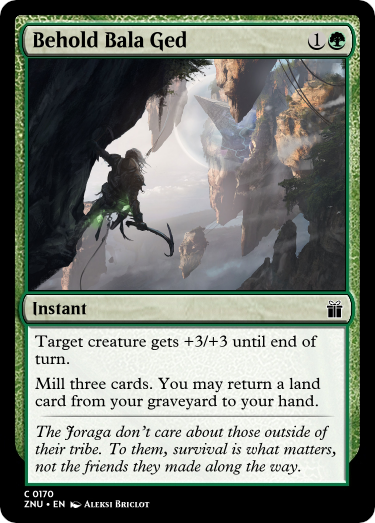 Behold Bala Ged 1
Instant
Target creature gets +3/+3 until end of
turn.
Mill three cards. You may return a land
card from your graveyard to your hand.
The Joraga don't care about those outside of
their tribe. To them, survival is what matters,
not the friends they made along the way.
C 0170
ZNU • EN Aleksi Briclot